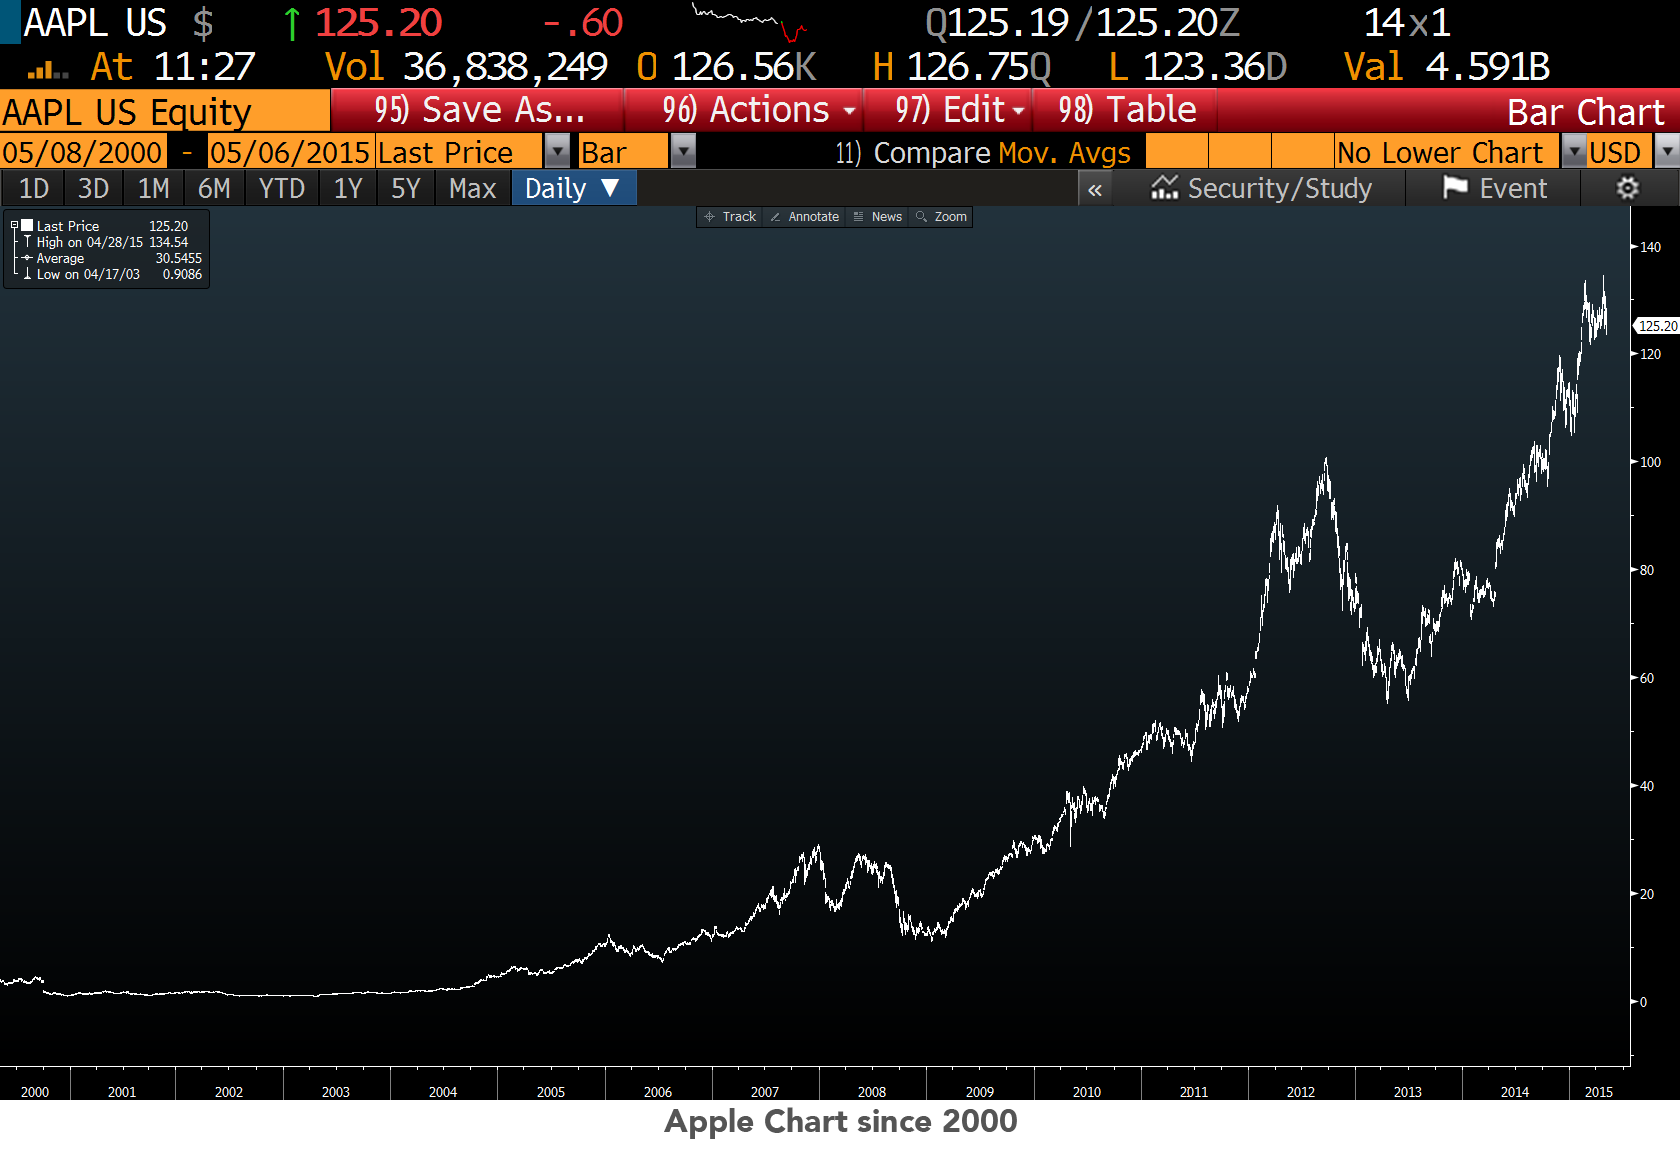 AAPL US $ ↑ 125.20 -.60 Q125.19/125.20Z 14x1
At 11:27 Vol 36,838,249 O 126.56K H 126.75Q L 123.36D Val 4.591B
AAPL US Equity 95) Save As... 96) Actions 97) Edit 98) Table Bar Chart
05/08/2000 - 05/06/2015 Last Price Bar 11) Compare Mov. Avgs No Lower Chart USD
1D 3D 1M 6M YTD 1Y 5Y Max Daily ▼ « Security/Study Event
Track Annotate News Zoom
Last Price 125.20
High on 04/28/15 134.54
Average 30.5455
Low on 04/17/03 0.9086
140
125.20
120
100
80
60
40
20
0
2000 2001 2002 2003 2004 2005 2006 2007 2008 2009 2010 2011 2012 2013 2014 2015
Apple Chart since 2000